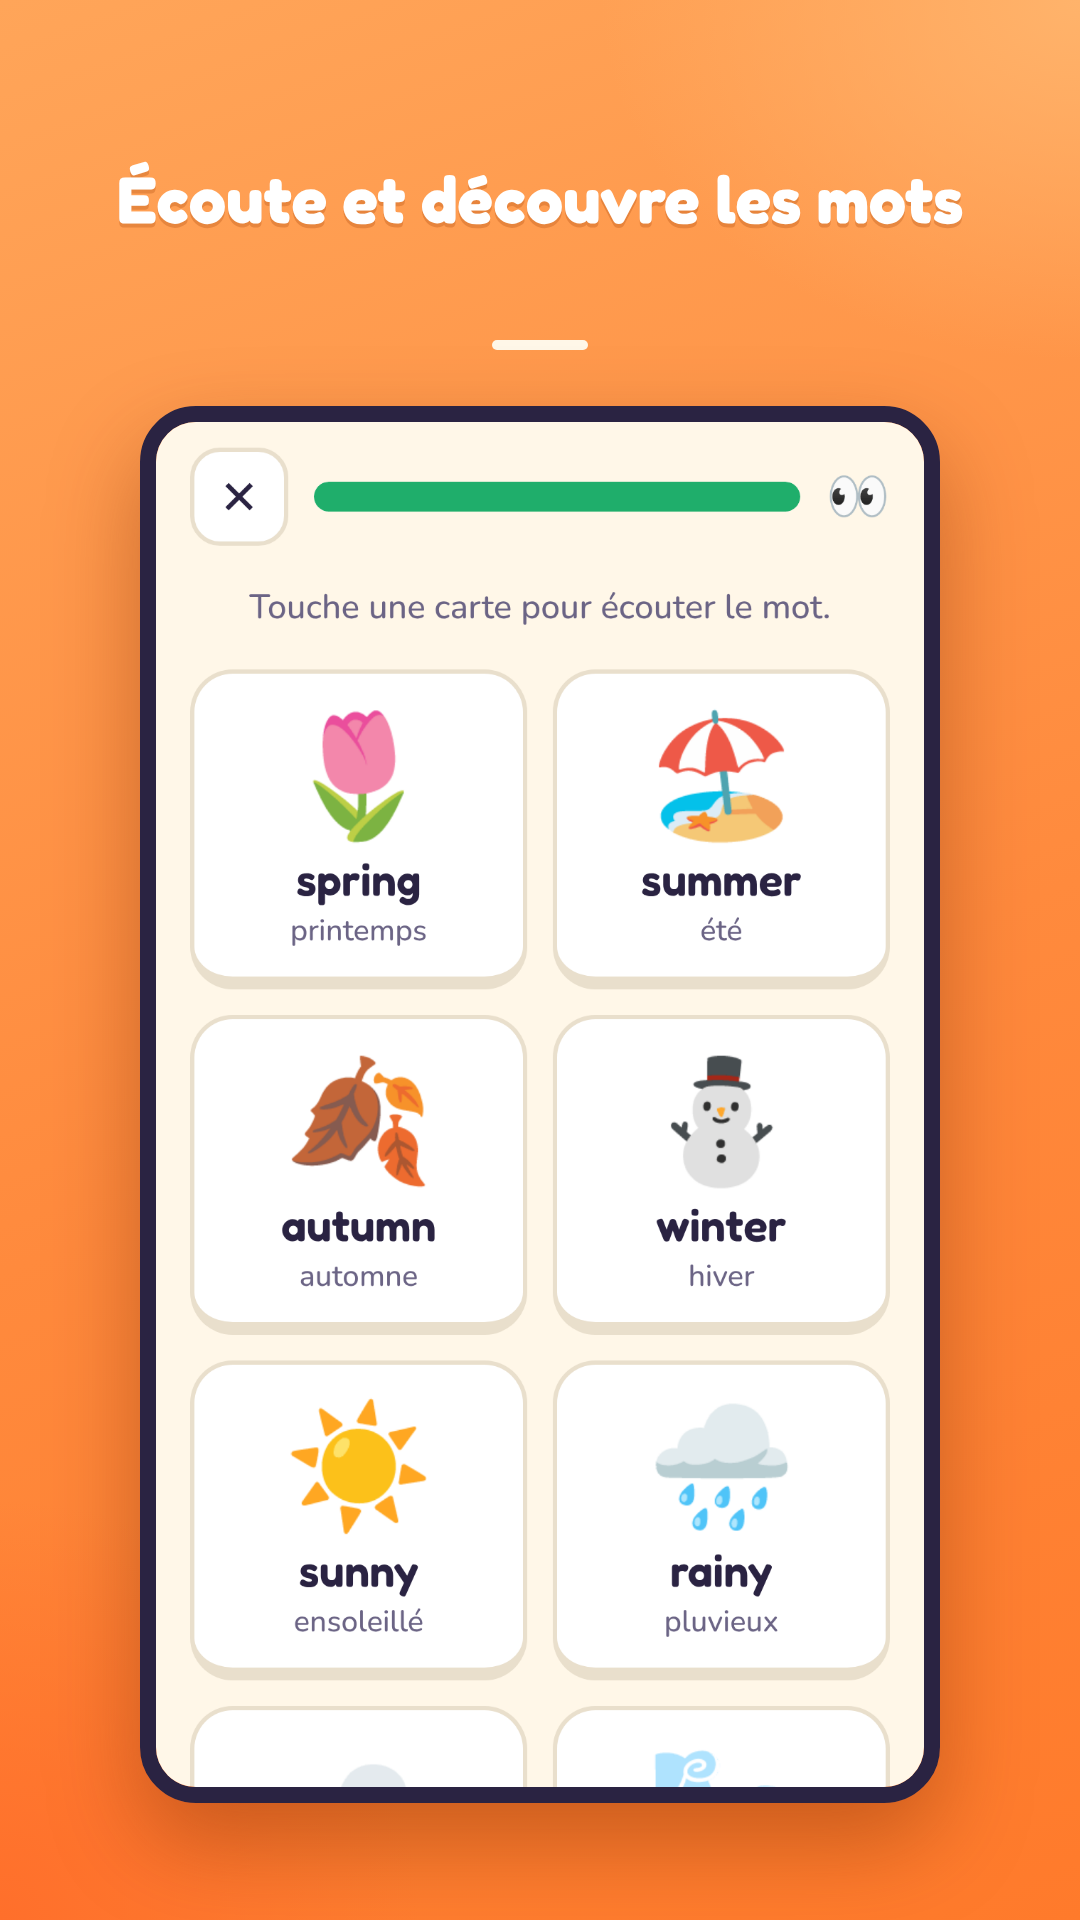 Écoute et découvre les mots
Touche une carte pour écouter le mot.
spring
printemps
summer
été
autumn
automne
winter
hiver
sunny
ensoleillé
rainy
pluvieux